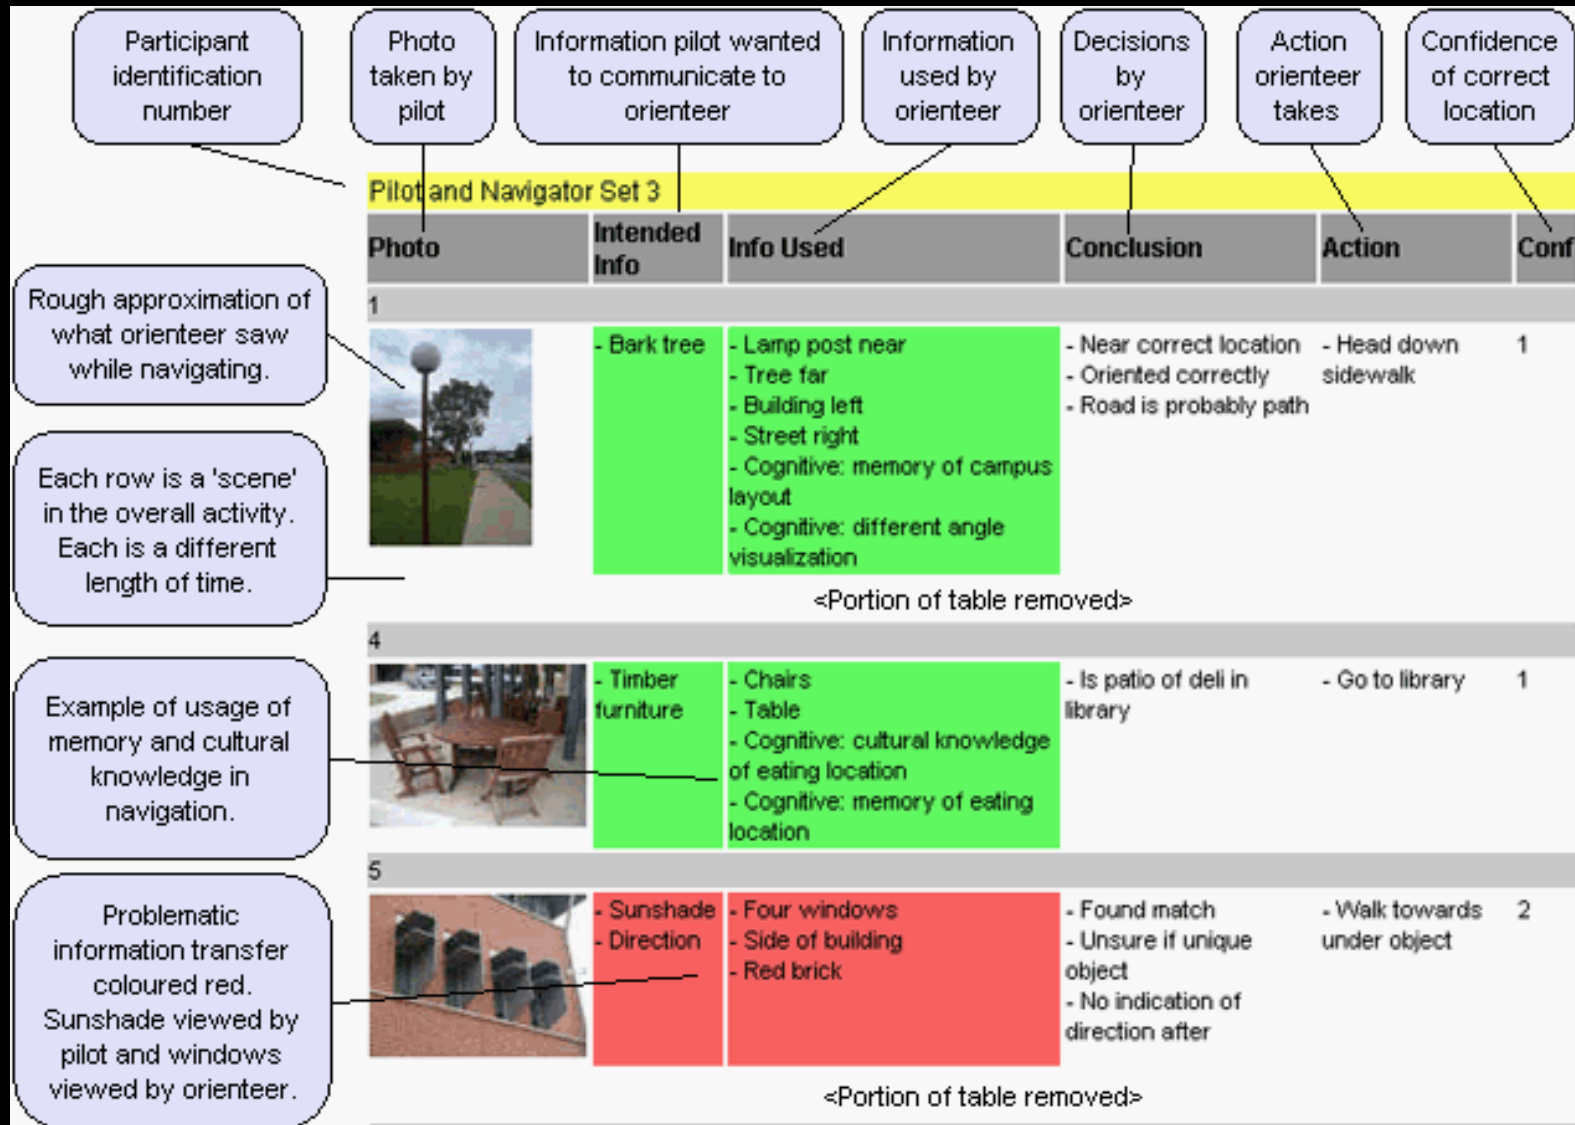 Participant
identification
number
Photo
taken by
pilot
Information pilot wanted
to communicate to
orienteer
Information
used by
orienteer
Decisions
by
orienteer
Action
orienteer
takes
Confidence
of correct
location
Pilot and Navigator Set 3
Photo
Intended
Info
Info Used
Conclusion
Action
Conf
Rough approximation of
what orienteer saw
while navigating.
1
- Bark tree
- Lamp post near
- Tree far
- Building left
- Street right
- Cognitive: memory of campus
layout
- Cognitive: different angle
visualization
- Near correct location
- Oriented correctly
- Road is probably path
- Head down
sidewalk
1
Each row is a 'scene'
in the overall activity.
Each is a different
length of time.
<Portion of table removed>
4
Example of usage of
memory and cultural
knowledge in
navigation.
- Timber
furniture
- Chairs
- Table
- Cognitive: cultural knowledge
of eating location
- Cognitive: memory of eating
location
- Is patio of deli in
library
- Go to library
1
5
Problematic
information transfer
coloured red.
Sunshade viewed by
pilot and windows
viewed by orienteer.
- Sunshade
- Direction
- Four windows
- Side of building
- Red brick
- Found match
- Unsure if unique
object
- No indication of
direction after
- Walk towards
under object
2
<Portion of table removed>